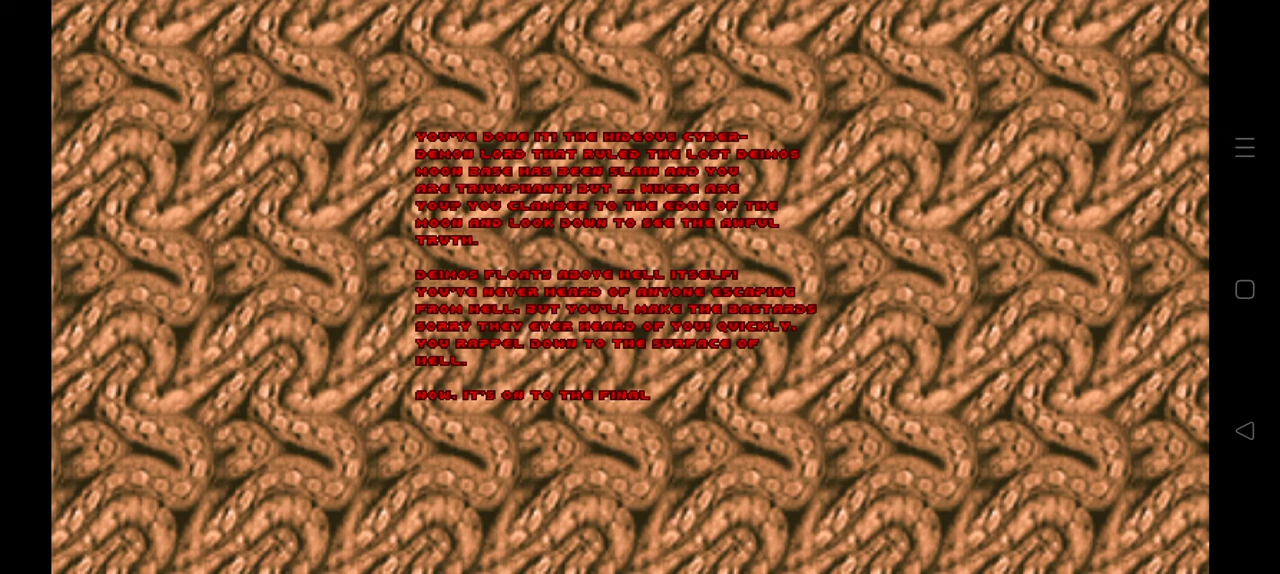 YOU'VE DONE IT! THE HIDEOUS CYBER-
DEMON LORD THAT RULED THE LOST DEIMOS
MOON BASE HAS BEEN SLAIN AND YOU
ARE TRIUMPHANT! BUT ... WHERE ARE
YOU? YOU CLAMBER TO THE EDGE OF THE
MOON AND LOOK DOWN TO SEE THE AWFUL
TRUTH.
DEIMOS FLOATS ABOVE HELL ITSELF!
YOU'VE NEVER HEARD OF ANYONE ESCAPING
FROM HELL, BUT YOU'LL MAKE THE BASTARDS
SORRY THEY EVER HEARD OF YOU! QUICKLY,
YOU RAPPEL DOWN TO THE SURFACE OF
HELL.
NOW, IT'S ON TO THE FINAL